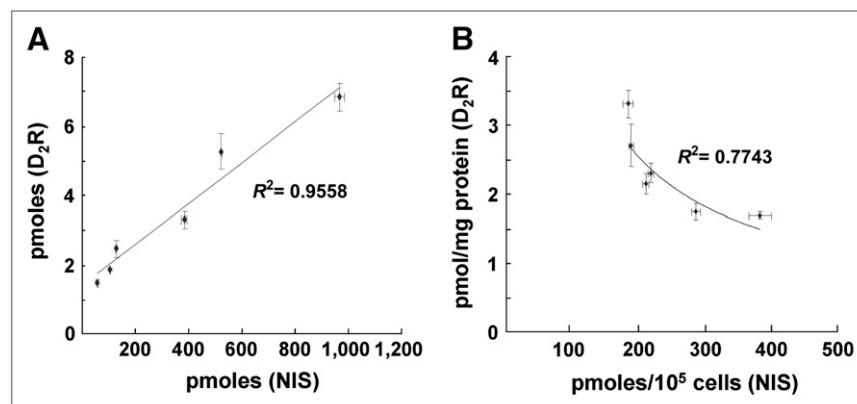 A
8
6
4
2
0
pmoles (D₂R)
R²= 0.9558
200 400 600 800 1,000 1,200
pmoles (NIS)
B
4
3
2
1
0
pmol/mg protein (D₂R)
R²= 0.7743
100 200 300 400 500
pmoles/10⁵ cells (NIS)